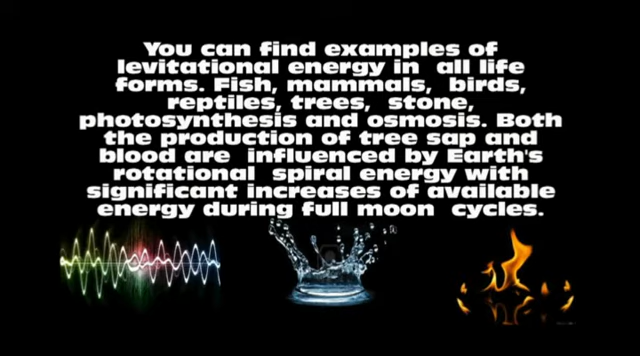 You can find examples of
levitational energy in all life
forms. Fish, mammals, birds,
reptiles, trees, stone,
photosynthesis and osmosis. Both
the production of tree sap and
blood are influenced by Earth's
rotational spiral energy with
significant increases of available
energy during full moon cycles.